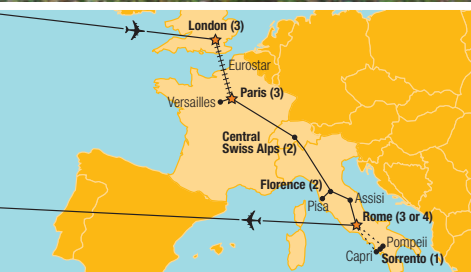 London (3)
Eurostar
Paris (3)
Versailles
Central
Swiss Alps (2)
Florence (2)
Pisa
Assisi
Rome (3 or 4)
Pompeii
Capri
Sorrento (1)